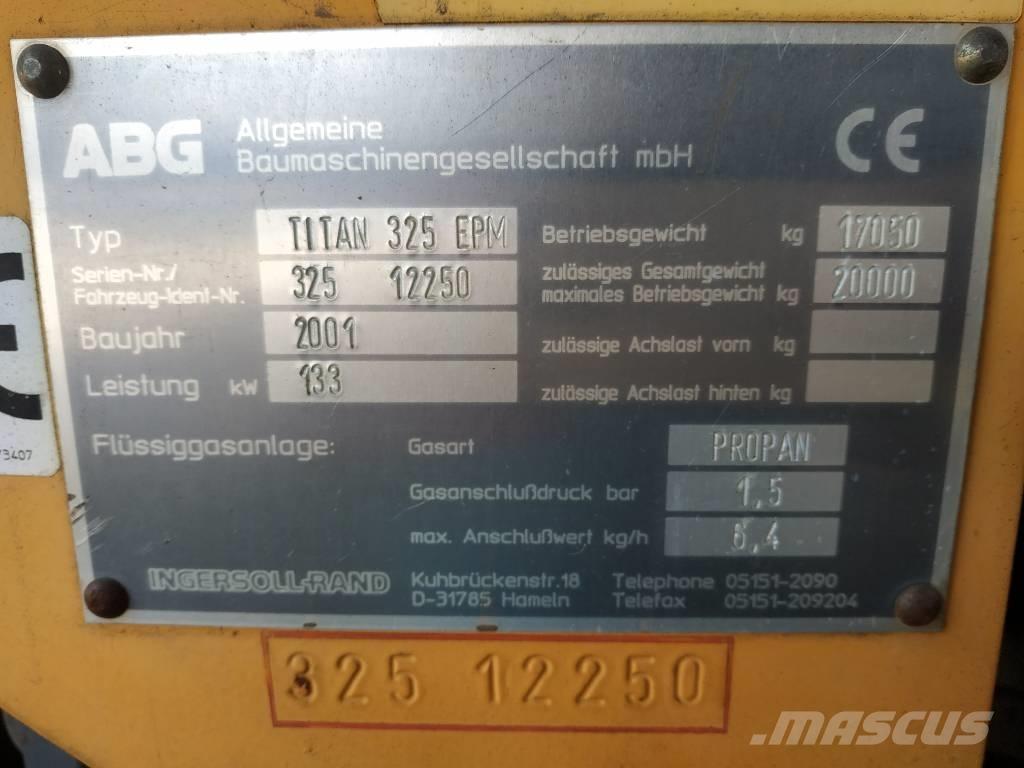 ABG Allgemeine
Baumaschinengesellschaft mbH
CE
Typ TITAN 325 EPM
Serien-Nr./
Fahrzeug-Ident-Nr. 325 12250
Baujahr 2001
Leistung kW 133
Betriebsgewicht kg 17050
zulässiges Gesamtgewicht
maximales Betriebsgewicht kg 20000
zulässige Achslast vorn kg
zulässige Achslast hinten kg
Flüssiggasanlage: Gasart PROPAN
Gasanschlußdruck bar 1,5
max. Anschlußwert kg/h 6,4
INGERSOLL-RAND
Kuhbrückenstr.18 Telephone 05151-2090
D-31785 Hameln Telefax 05151-209204
325 12250
73407
MASCUS